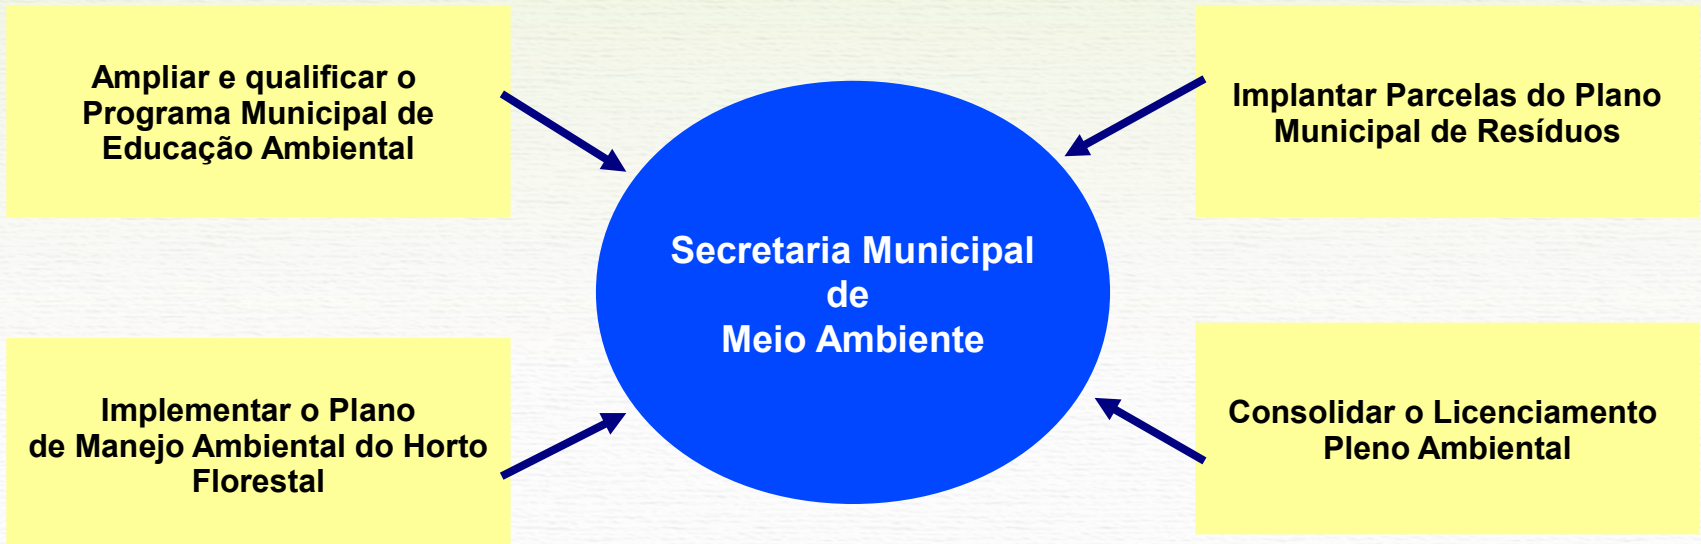 Ampliar e qualificar o
Programa Municipal de
Educação Ambiental
Implantar Parcelas do Plano
Municipal de Resíduos
Secretaria Municipal
de
Meio Ambiente
Implementar o Plano
de Manejo Ambiental do Horto
Florestal
Consolidar o Licenciamento
Pleno Ambiental